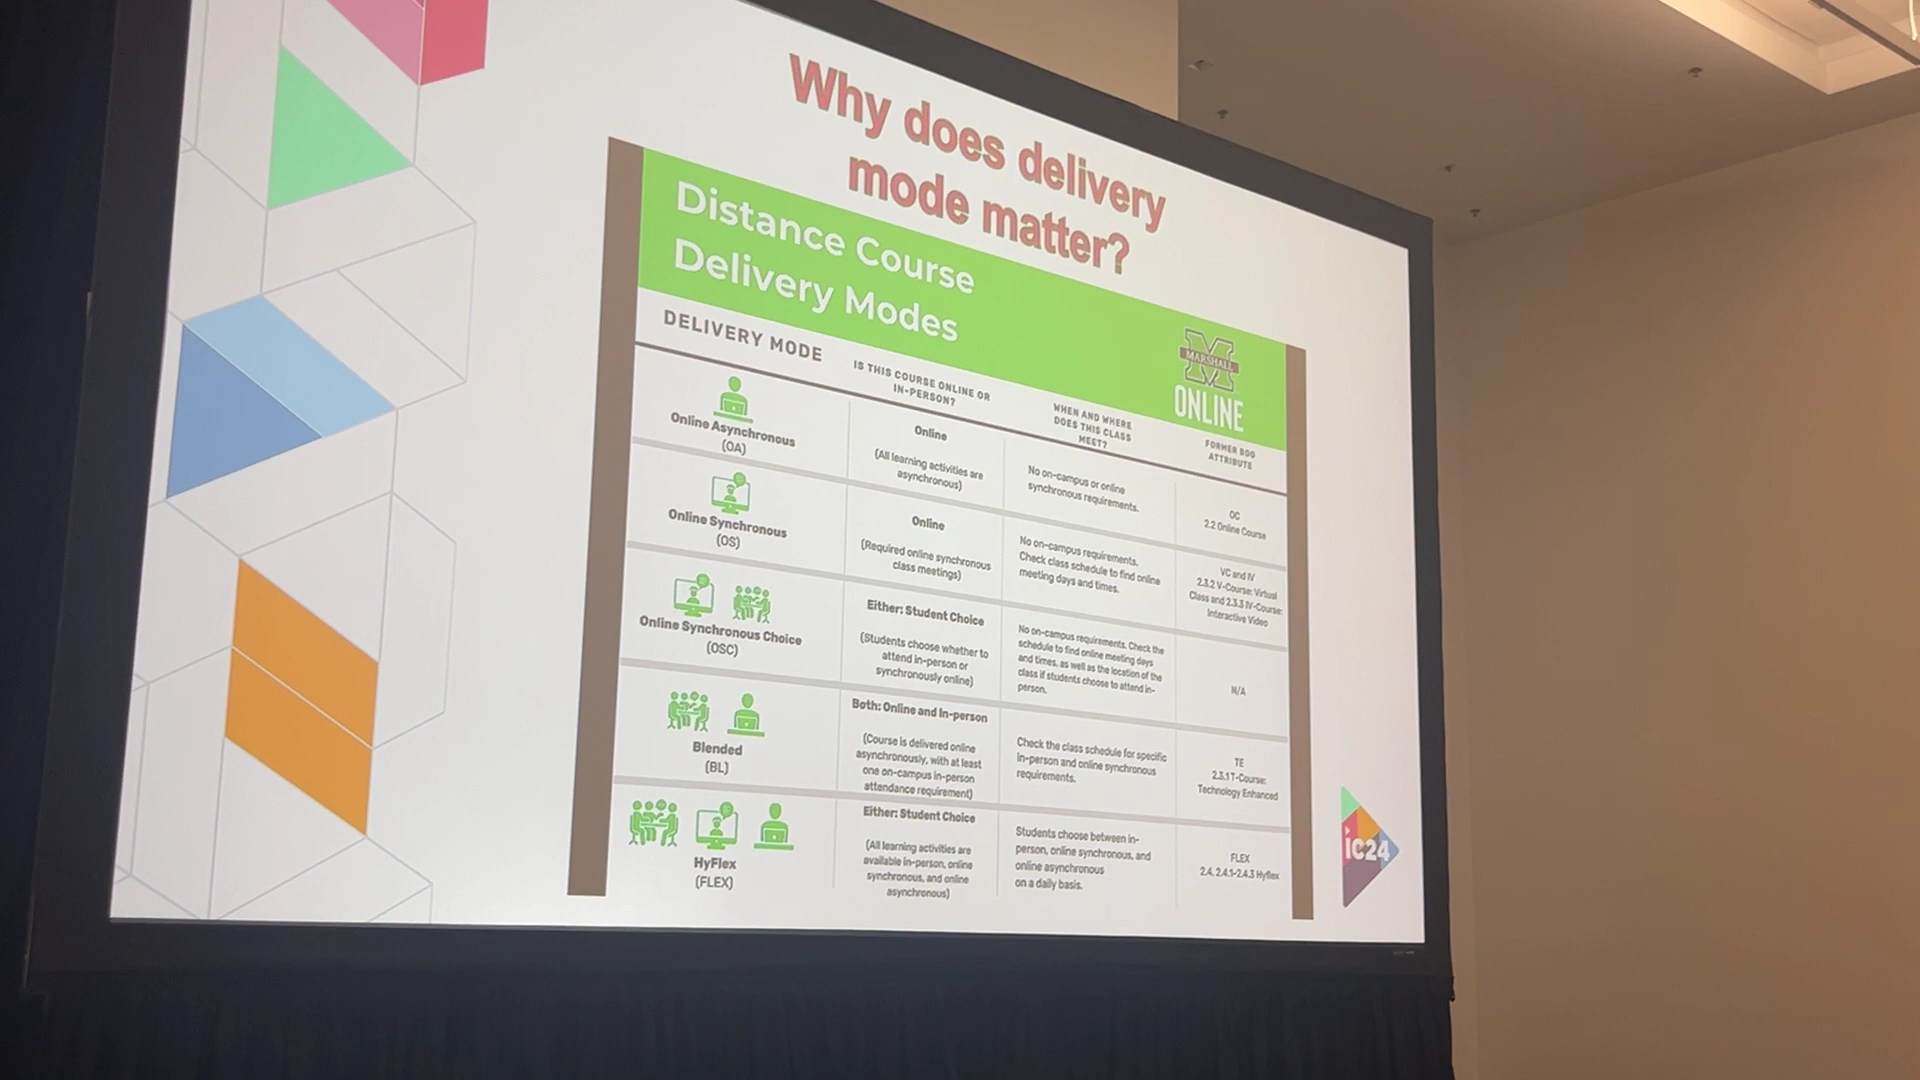 Why does delivery
mode matter?
Distance Course
Delivery Modes
MARSHALL
ONLINE
DELIVERY MODE
IS THIS COURSE ONLINE OR
IN-PERSON?
WHEN AND WHERE
DOES THIS CLASS
MEET?
FORMER BOG
ATTRIBUTE
Online Asynchronous
(OA)
Online
(All learning activities are
asynchronous)
No on-campus or online
synchronous requirements.
OC
2.2 Online Course
Online Synchronous
(OS)
Online
(Required online synchronous
class meetings)
No on-campus requirements.
Check class schedule to find online
meeting days and times.
VC and IV
2.3.2 V-Course: Virtual
Class and 2.3.3 IV-Course:
Interactive Video
Online Synchronous Choice
(OSC)
Either: Student Choice
(Students choose whether to
attend in-person or
synchronously online)
No on-campus requirements. Check the
schedule to find online meeting days
and times, as well as the location of the
class if students choose to attend in-
person.
N/A
Blended
(BL)
Both: Online and In-person
(Course is delivered online
asynchronously, with at least
one on-campus in-person
attendance requirement)
Check the class schedule for specific
in-person and online synchronous
requirements.
TE
2.3.1 T-Course:
Technology Enhanced
HyFlex
(FLEX)
Either: Student Choice
(All learning activities are
available in-person, online
synchronous, and online
asynchronous)
Students choose between in-
person, online synchronous, and
online asynchronous
on a daily basis.
FLEX
2.4, 2.4.1-2.4.3 Hyflex
iC24